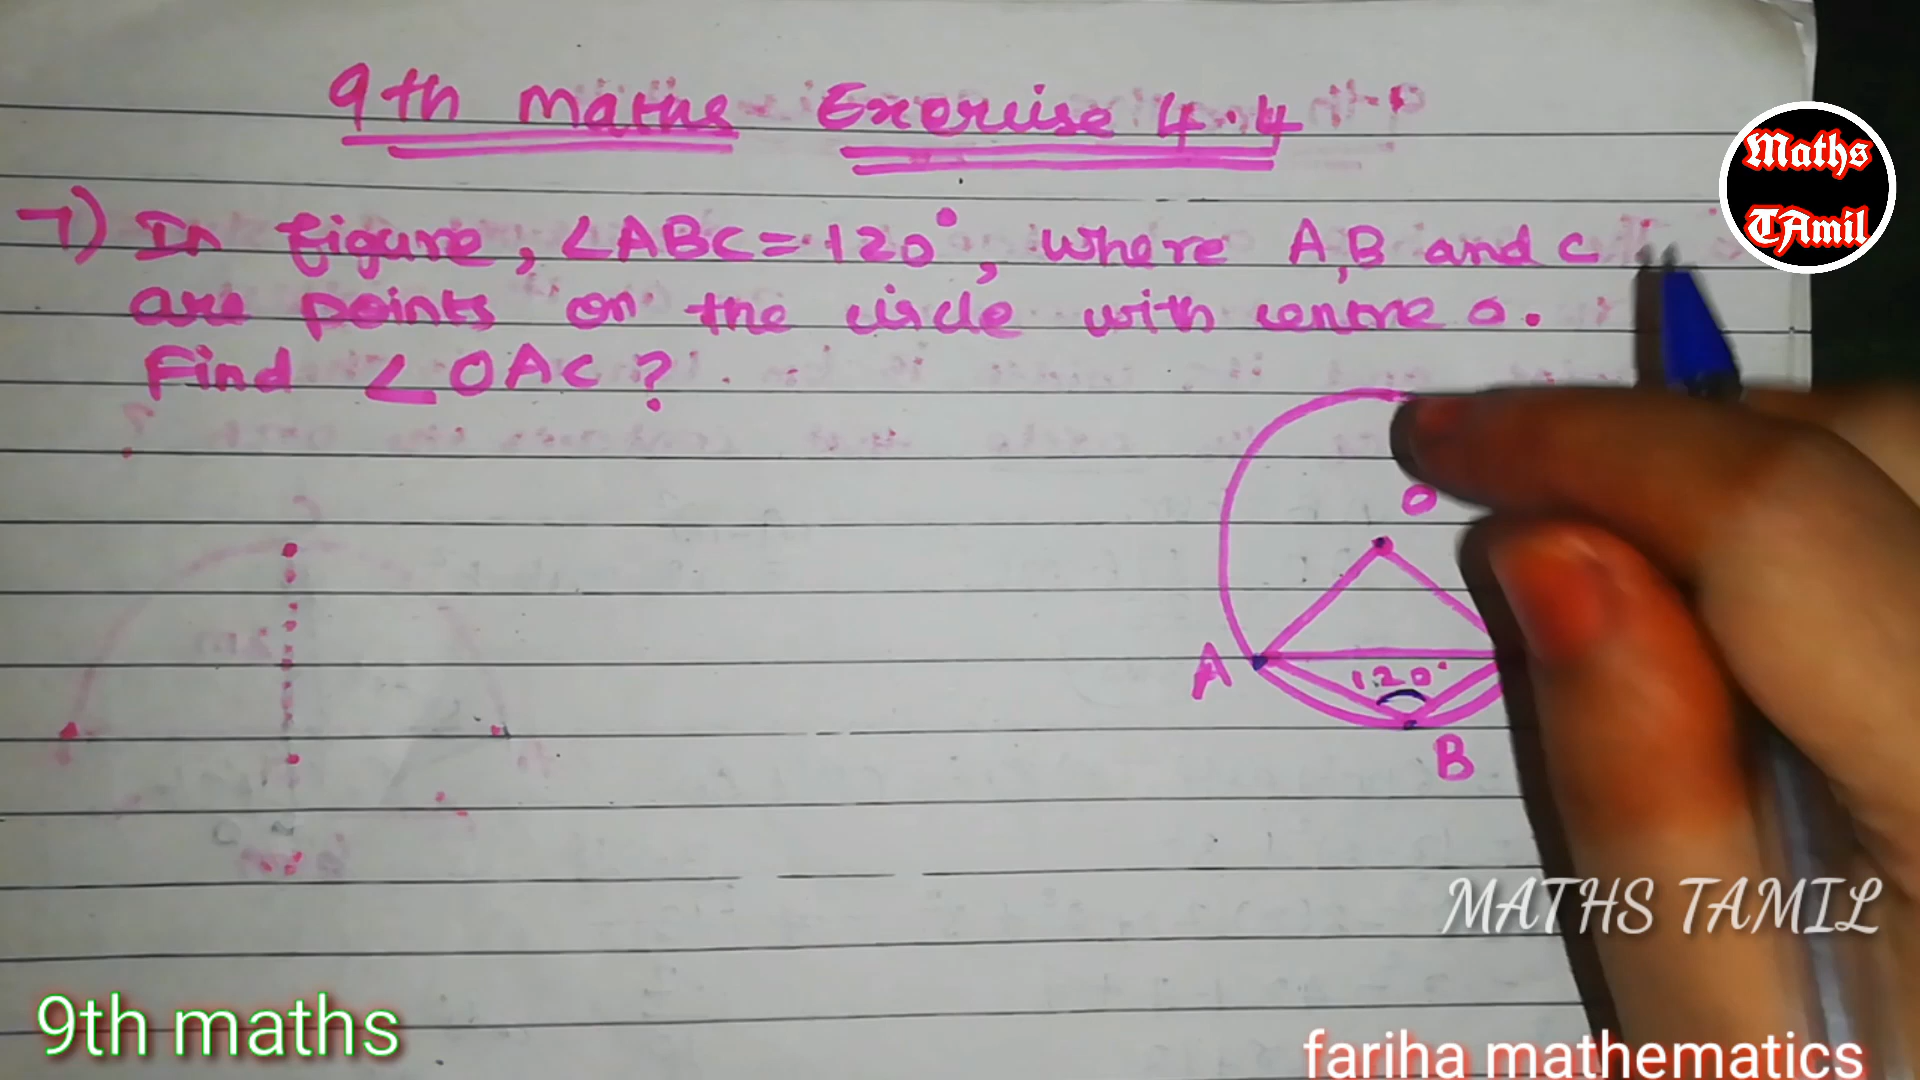 9th maths Exercise 4.4
7) In figure, ∠ABC = 120°, where A,B and C
are points on the circle with centre O.
Find ∠OAC?
O
A
120°
B
Maths
TAmil
MATHS TAMIL
9th maths
fariha mathematics